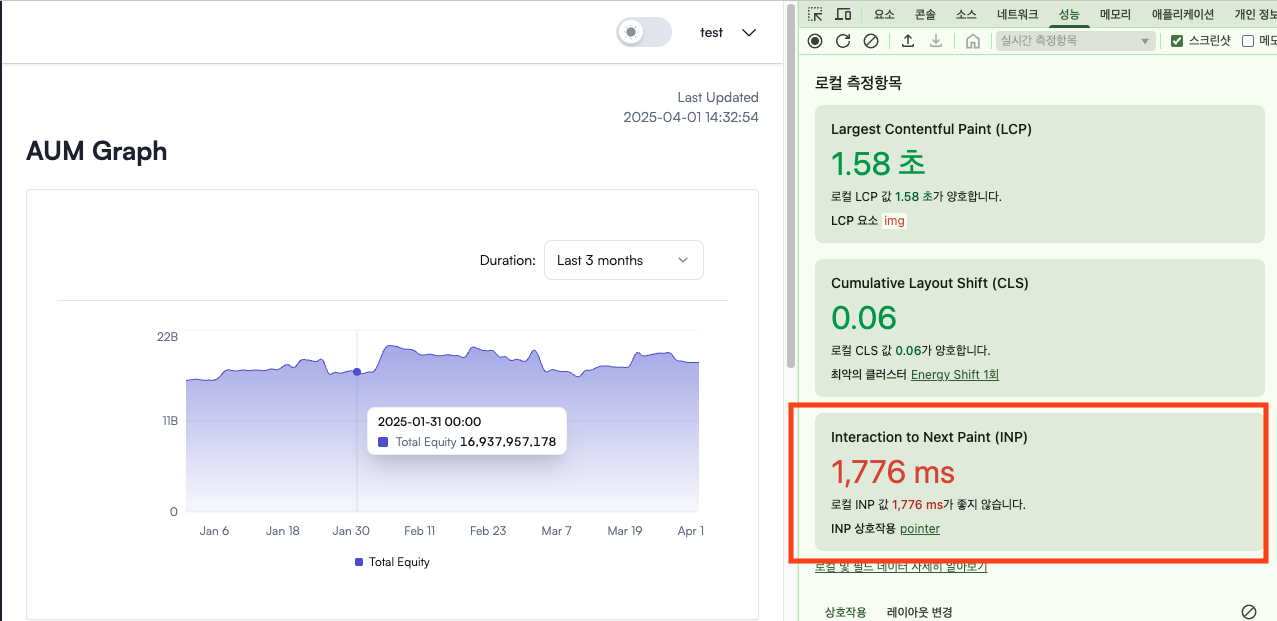 test
Last Updated
2025-04-01 14:32:54
AUM Graph
Duration: Last 3 months
22B
11B
0
2025-01-31 00:00
Total Equity 16,937,957,178
Jan 6 Jan 18 Jan 30 Feb 11 Feb 23 Mar 7 Mar 19 Apr 1
Total Equity
요소 콘솔 소스 네트워크 성능 메모리 애플리케이션 개인 정보
실시간 측정항목 스크린샷 메모
로컬 측정항목
Largest Contentful Paint (LCP)
1.58 초
로컬 LCP 값 1.58 초가 양호합니다.
LCP 요소 img
Cumulative Layout Shift (CLS)
0.06
로컬 CLS 값 0.06가 양호합니다.
최악의 클러스터 Energy Shift 1회
Interaction to Next Paint (INP)
1,776 ms
로컬 INP 값 1,776 ms가 좋지 않습니다.
INP 상호작용 pointer
로컬 및 필드 데이터 자세히 알아보기
상호작용 레이아웃 변경